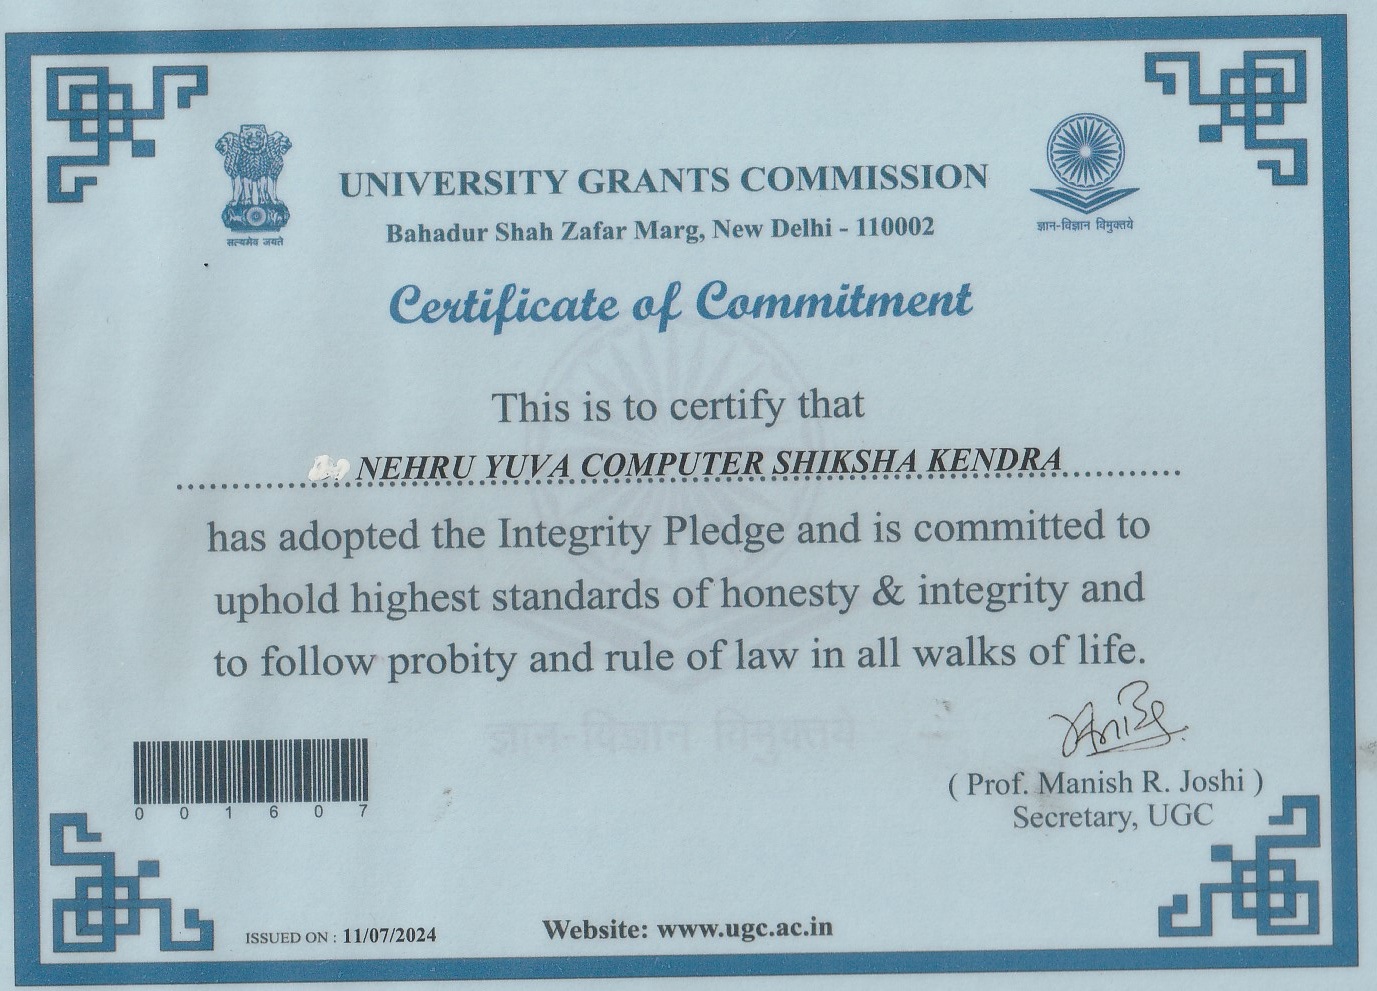 सत्यमेव जयते
UNIVERSITY GRANTS COMMISSION
Bahadur Shah Zafar Marg, New Delhi - 110002
ज्ञान-विज्ञान विमुक्तये
Certificate of Commitment
This is to certify that
NEHRU YUVA COMPUTER SHIKSHA KENDRA
has adopted the Integrity Pledge and is committed to
uphold highest standards of honesty & integrity and
to follow probity and rule of law in all walks of life.
ज्ञान-विज्ञान विमुक्तये
( Prof. Manish R. Joshi )
Secretary, UGC
0 0 1 6 0 7
ISSUED ON : 11/07/2024
Website: www.ugc.ac.in